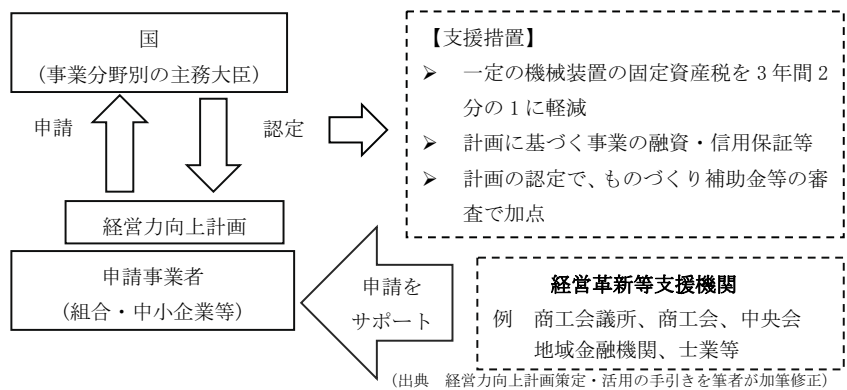 国
(事業分野別の主務大臣)
申請
認定
経営力向上計画
申請事業者
(組合・中小企業等)
【支援措置】
➢ 一定の機械装置の固定資産税を3年間2
分の1に軽減
➢ 計画に基づく事業の融資・信用保証等
➢ 計画の認定で、ものづくり補助金等の審
査で加点
申請を
サポート
経営革新等支援機関
例 商工会議所、商工会、中央会
地域金融機関、士業等
(出典 経営力向上計画策定・活用の手引きを筆者が加筆修正)